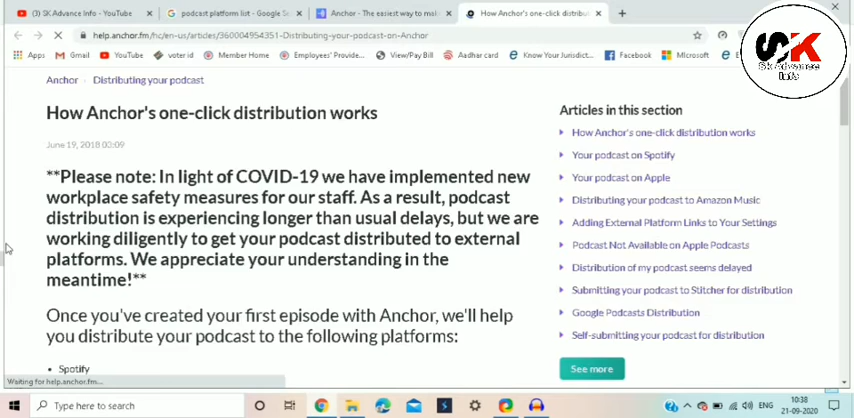 (3) SK Advance Info - YouTube
podcast platform list - Google Se
Anchor - The easiest way to mak
How Anchor's one-click distribut
help.anchor.fm/hc/en-us/articles/360004954351-Distributing-your-podcast-on-Anchor
Apps
Gmail
YouTube
voter id
Member Home
Employees' Provide...
View/Pay Bill
Aadhar card
Know Your Jurisdict...
Facebook
Microsoft
SK
Sk Advance
Info
Anchor
Distributing your podcast
How Anchor's one-click distribution works
June 19, 2018 03:09
**Please note: In light of COVID-19 we have implemented new
workplace safety measures for our staff. As a result, podcast
distribution is experiencing longer than usual delays, but we are
working diligently to get your podcast distributed to external
platforms. We appreciate your understanding in the
meantime!**
Once you've created your first episode with Anchor, we'll help
you distribute your podcast to the following platforms:
• Spotify
Articles in this section
How Anchor's one-click distribution works
Your podcast on Spotify
Your podcast on Apple
Distributing your podcast to Amazon Music
Adding External Platform Links to Your Settings
Podcast Not Available on Apple Podcasts
Distribution of my podcast seems delayed
Submitting your podcast to Stitcher for distribution
Google Podcasts Distribution
Self-submitting your podcast for distribution
See more
Waiting for help.anchor.fm...
Type here to search
ENG
10:38
21-09-2020